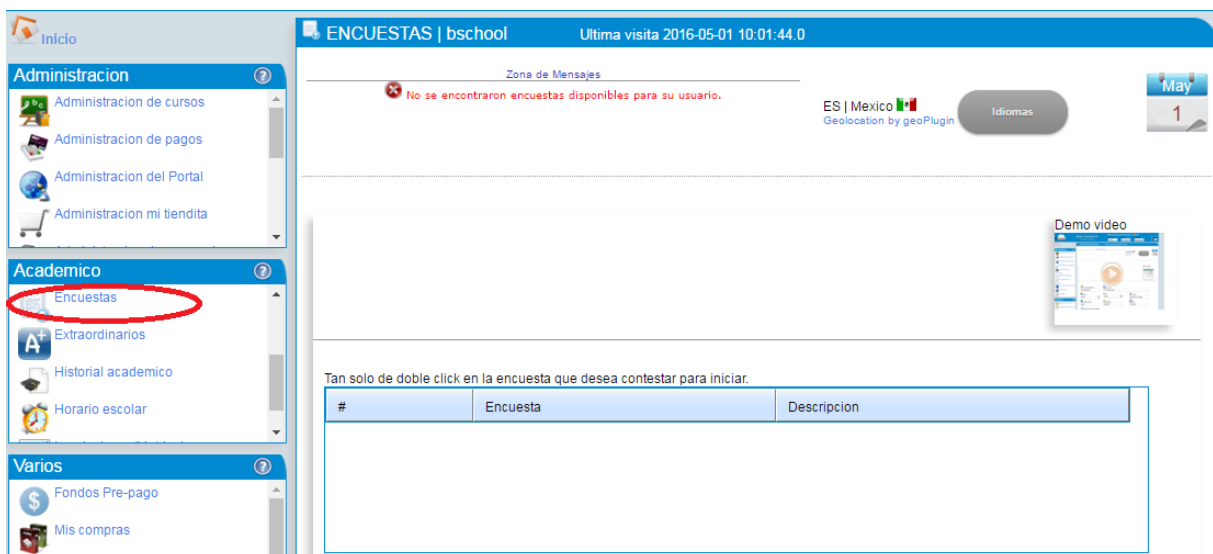 Inicio
Administracion
Administracion de cursos
Administracion de pagos
Administracion del Portal
Administracion mi tiendita
Academico
Encuestas
Extraordinarios
Historial academico
Horario escolar
Varios
Fondos Pre-pago
Mis compras
ENCUESTAS | bschool Ultima visita 2016-05-01 10:01:44.0
Zona de Mensajes
No se encontraron encuestas disponibles para su usuario.
ES | Mexico
Geolocation by geoPlugin
Idiomas
May
1
Demo video
Tan solo de doble click en la encuesta que desea contestar para iniciar.
# Encuesta Descripcion